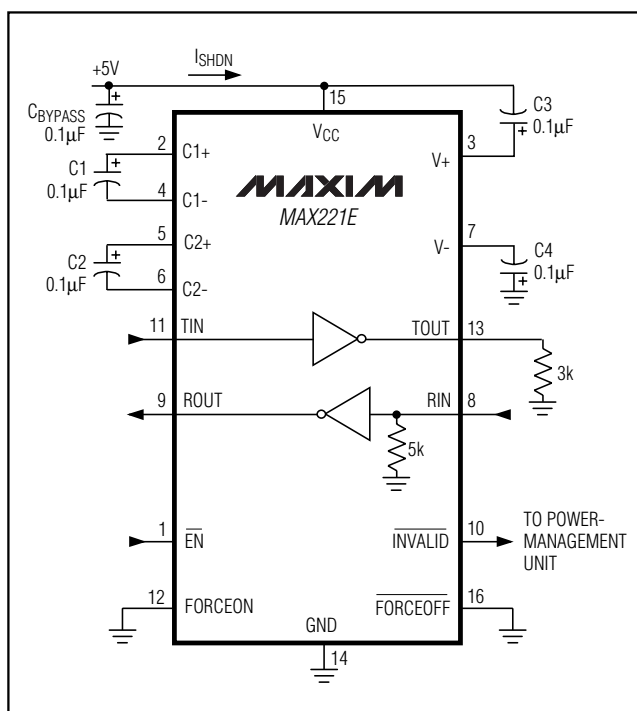 +5V
ISHDN
CBYPASS
0.1µF
15
VCC
C3
0.1µF
2
C1+
C1
0.1µF
4
C1-
3
V+
MAXIM
MAX221E
5
C2+
C2
0.1µF
6
C2-
7
V-
C4
0.1µF
11
TIN
TOUT
13
3k
9
ROUT
RIN
8
5k
1
EN
INVALID
10
TO POWER-
MANAGEMENT
UNIT
12
FORCEON
FORCEOFF
16
GND
14